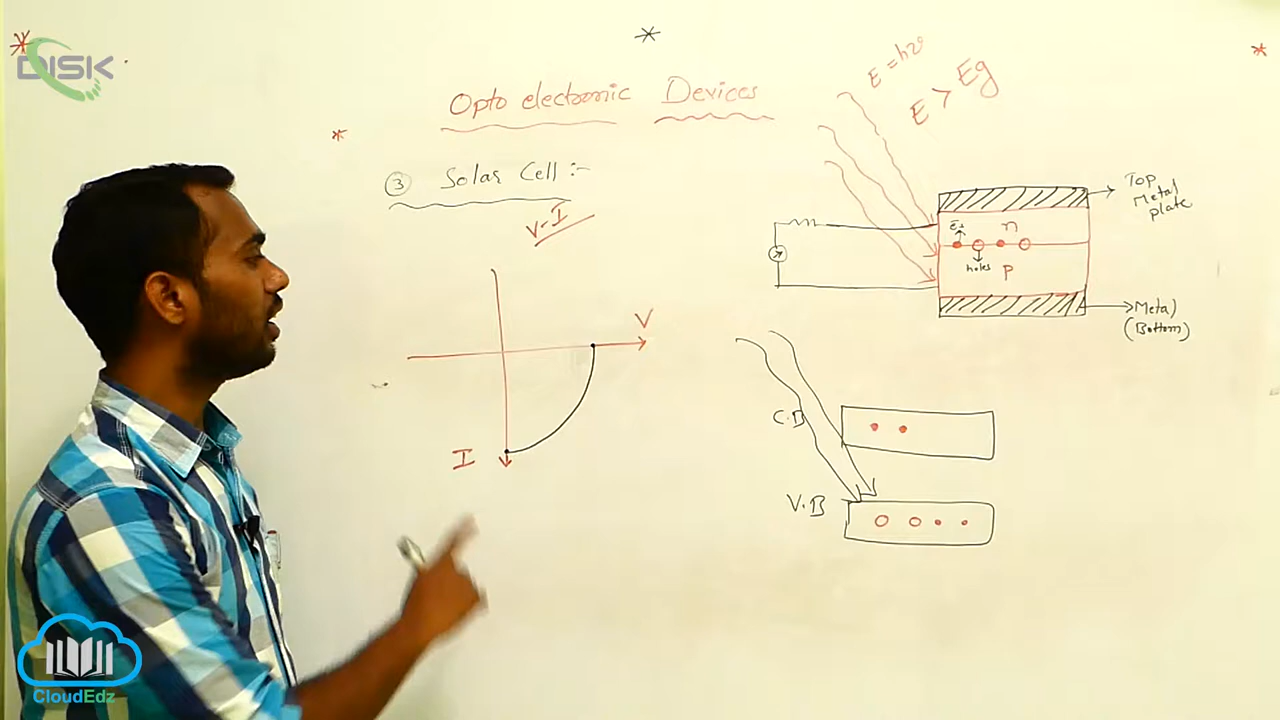 DISK
Opto electronic Devices
③ Solar Cell :-
V-I
V
I
E = hν
E > Eg
Top
Metal
plate
n
holes
P
Metal
(Bottom)
C.B
V.B
CloudEdz